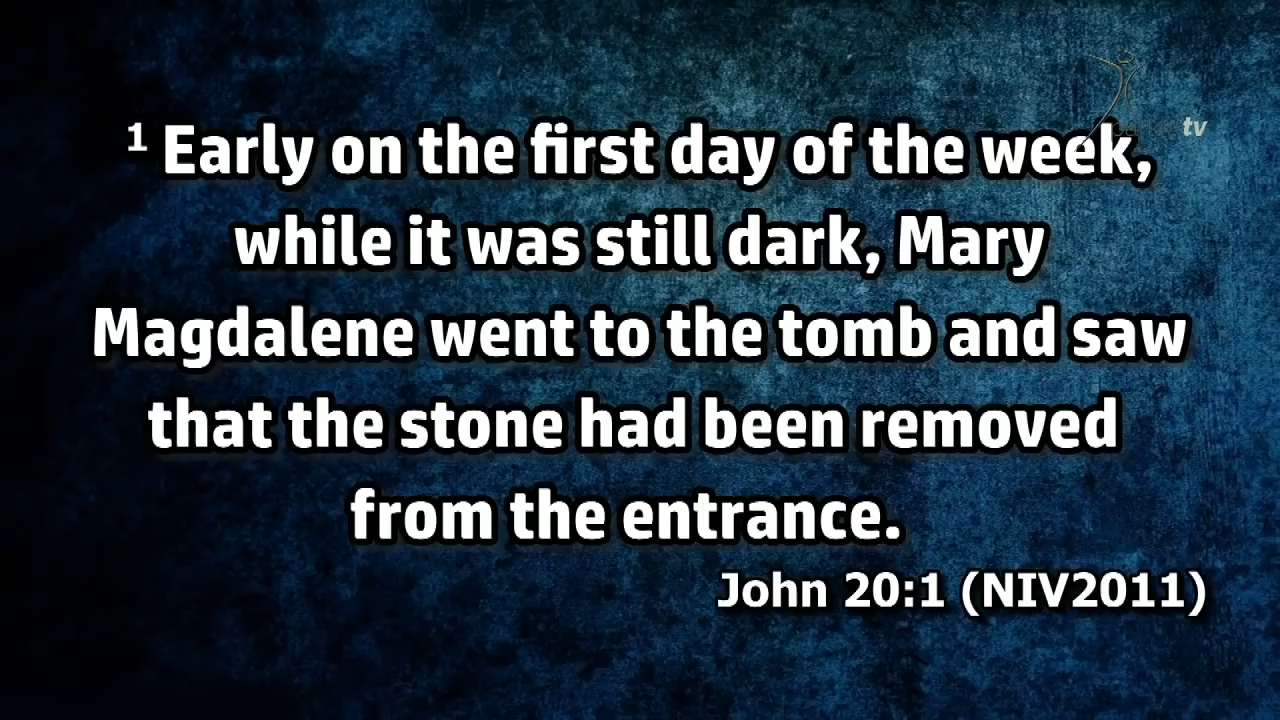 tv
¹ Early on the first day of the week,
while it was still dark, Mary
Magdalene went to the tomb and saw
that the stone had been removed
from the entrance.
John 20:1 (NIV2011)